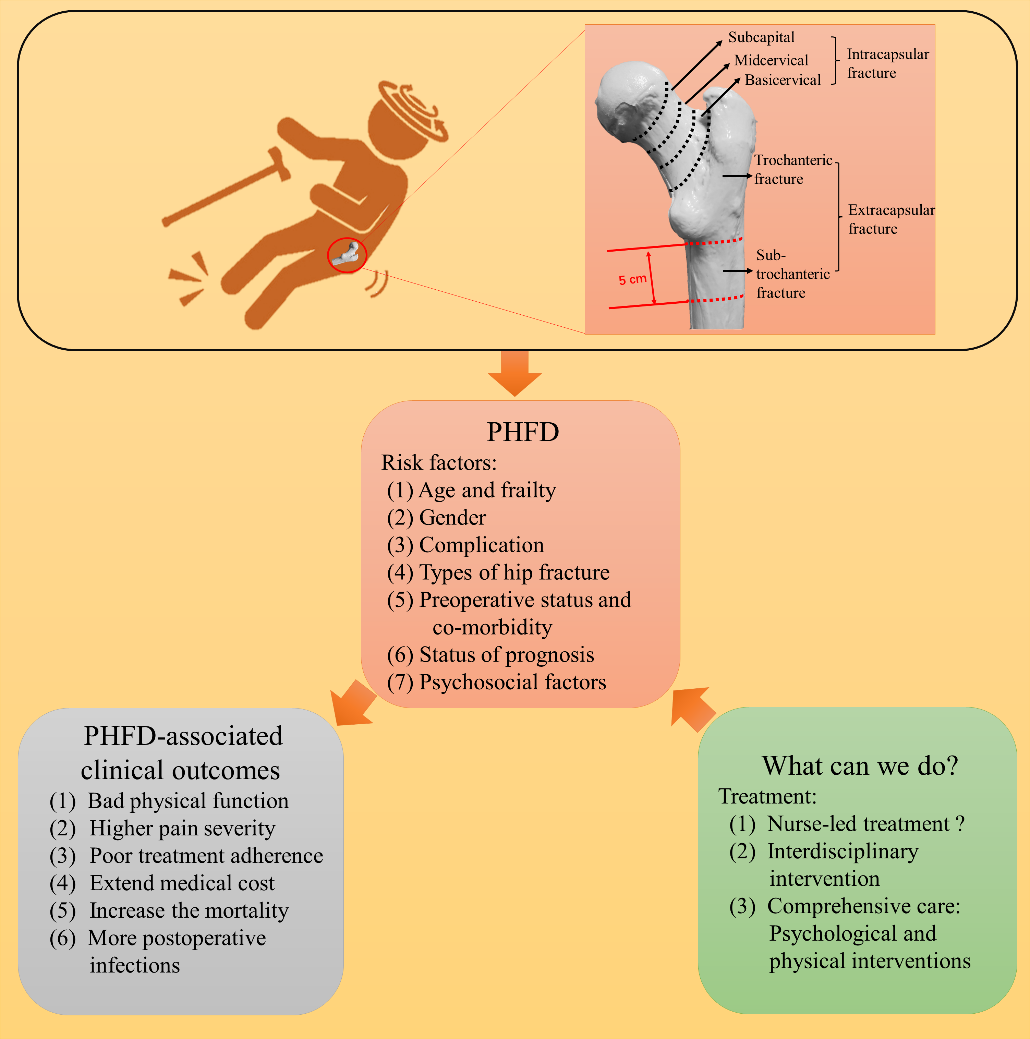 Subcapital
Midcervical
Basicervical
Intracapsular
fracture
Trochanteric
fracture
Extracapsular
fracture
Sub-
trochanteric
fracture
5 cm
PHFD
Risk factors:
(1) Age and frailty
(2) Gender
(3) Complication
(4) Types of hip fracture
(5) Preoperative status and
co-morbidity
(6) Status of prognosis
(7) Psychosocial factors
PHFD-associated
clinical outcomes
(1) Bad physical function
(2) Higher pain severity
(3) Poor treatment adherence
(4) Extend medical cost
(5) Increase the mortality
(6) More postoperative
infections
What can we do?
Treatment:
(1) Nurse-led treatment ?
(2) Interdisciplinary
intervention
(3) Comprehensive care:
Psychological and
physical interventions